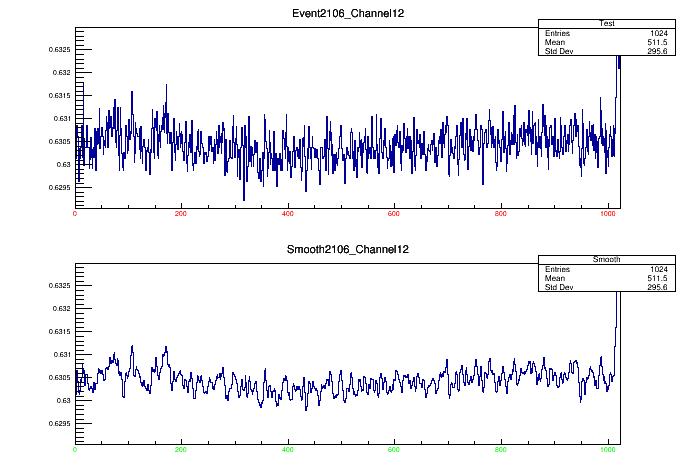 Event2106_Channel12
Test
Entries 1024
Mean 511.5
Std Dev 295.6
0.6325
0.632
0.6315
0.631
0.6305
0.63
0.6295
0 200 400 600 800 1000
Smooth2106_Channel12
Smooth
Entries 1024
Mean 511.5
Std Dev 295.6
0.6325
0.632
0.6315
0.631
0.6305
0.63
0.6295
0 200 400 600 800 1000